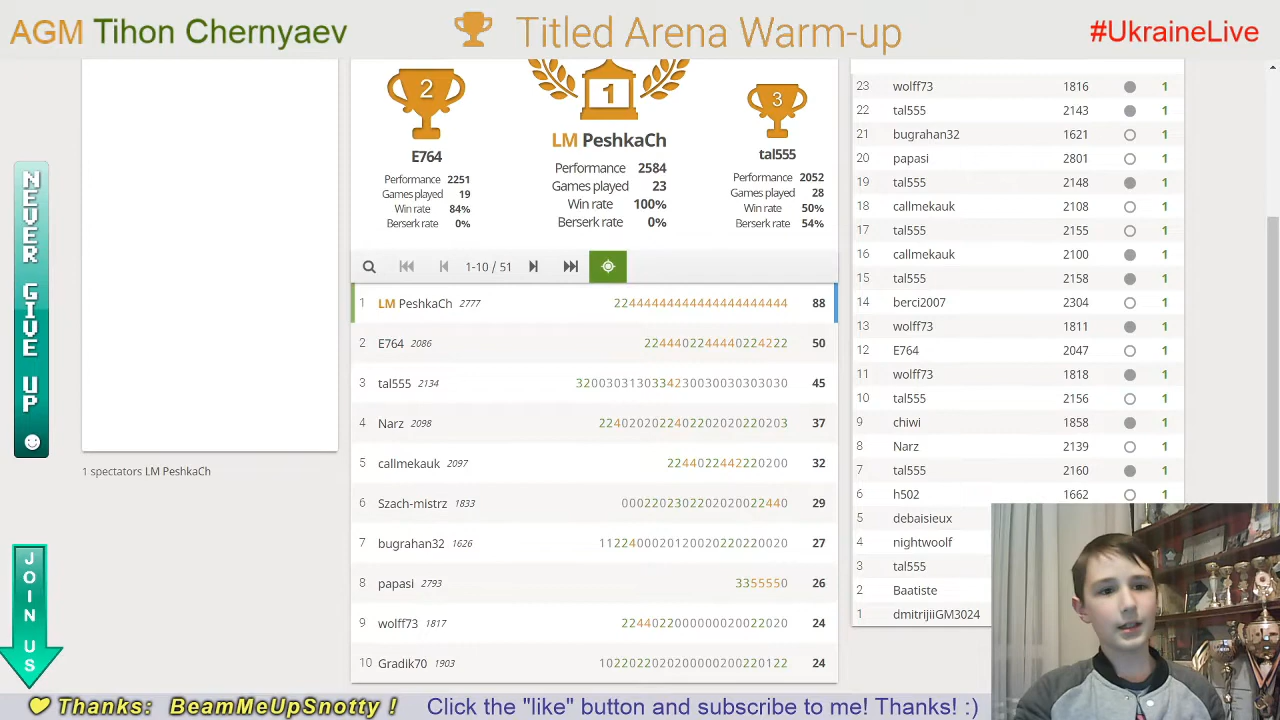 AGM Tihon Chernyaev
Titled Arena Warm-up
#UkraineLive
NEVER GIVE UP
JOIN US
1 spectators LM PeshkaCh
2
E764
Performance 2251
Games played 19
Win rate 84%
Berserk rate 0%
1
LM PeshkaCh
Performance 2584
Games played 23
Win rate 100%
Berserk rate 0%
3
tal555
Performance 2052
Games played 28
Win rate 50%
Berserk rate 54%
1-10 / 51
1 LM PeshkaCh 2777 2244444444444444444444 88
2 E764 2086 2244402244440224222 50
3 tal555 2134 3200303130334230030030303030 45
4 Narz 2098 2240202022402202020220203 37
5 callmekauk 2097 2244022442220200 32
6 Szach-mistrz 1833 000220230220202002440 29
7 bugrahan32 1626 112240002012002022022 0020 27
8 papasi 2793 3355550 26
9 wolff73 1817 224402200000020022020 24
10 Gradik70 1903 102202202020000020022 0122 24
23 wolff73 1816 1
22 tal555 2143 1
21 bugrahan32 1621 1
20 papasi 2801 1
19 tal555 2148 1
18 callmekauk 2108 1
17 tal555 2155 1
16 callmekauk 2100 1
15 tal555 2158 1
14 berci2007 2304 1
13 wolff73 1811 1
12 E764 2047 1
11 wolff73 1818 1
10 tal555 2156 1
9 chiwi 1858 1
8 Narz 2139 1
7 tal555 2160 1
6 h502 1662 1
5 debaisieux
4 nightwoolf
3 tal555
2 Baatiste
1 dmitrijiiGM3024
Thanks: BeamMeUpSnotty !
Click the "like" button and subscribe to me! Thanks! :)